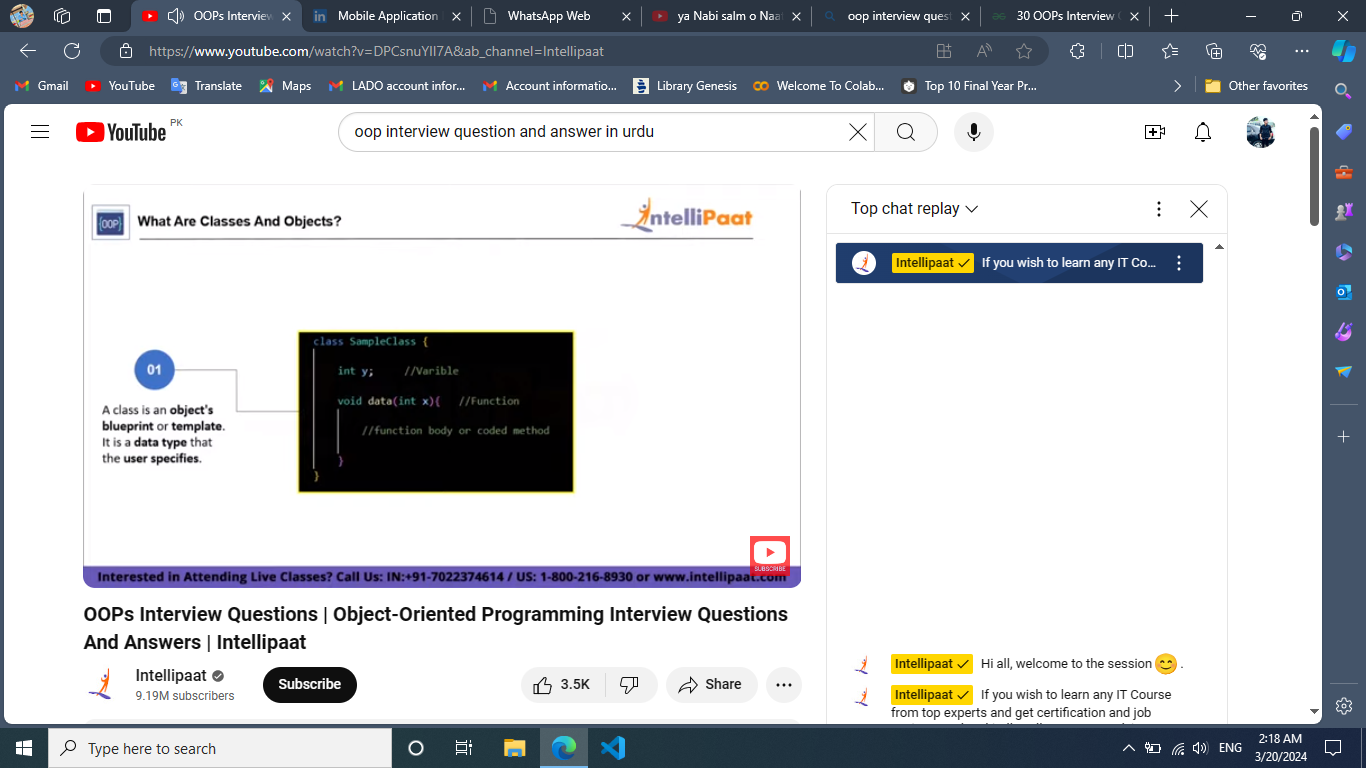 OOPs Interview
Mobile Application
WhatsApp Web
ya Nabi salm o Naa
oop interview quest
30 OOPs Interview
https://www.youtube.com/watch?v=DPCsnuYIl7A&ab_channel=Intellipaat
Gmail
YouTube
Translate
Maps
LADO account infor...
Account informatio...
Library Genesis
Welcome To Colab...
Top 10 Final Year Pr...
Other favorites
YouTube PK
oop interview question and answer in urdu
{OOP}
What Are Classes And Objects?
IntelliPaat
01
A class is an object's
blueprint or template.
It is a data type that
the user specifies.
class SampleClass {
int y; //Varible
void data(int x){ //Function
//function body or coded method
}
}
SUBSCRIBE
Interested in Attending Live Classes? Call Us: IN:+91-7022374614 / US: 1-800-216-8930 or www.intellipaat.com
Top chat replay
Intellipaat If you wish to learn any IT Co...
Intellipaat Hi all, welcome to the session 😊 .
Intellipaat If you wish to learn any IT Course
from top experts and get certification and job
OOPs Interview Questions | Object-Oriented Programming Interview Questions
And Answers | Intellipaat
Intellipaat
9.19M subscribers
Subscribe
3.5K
Share
Type here to search
ENG
2:18 AM
3/20/2024